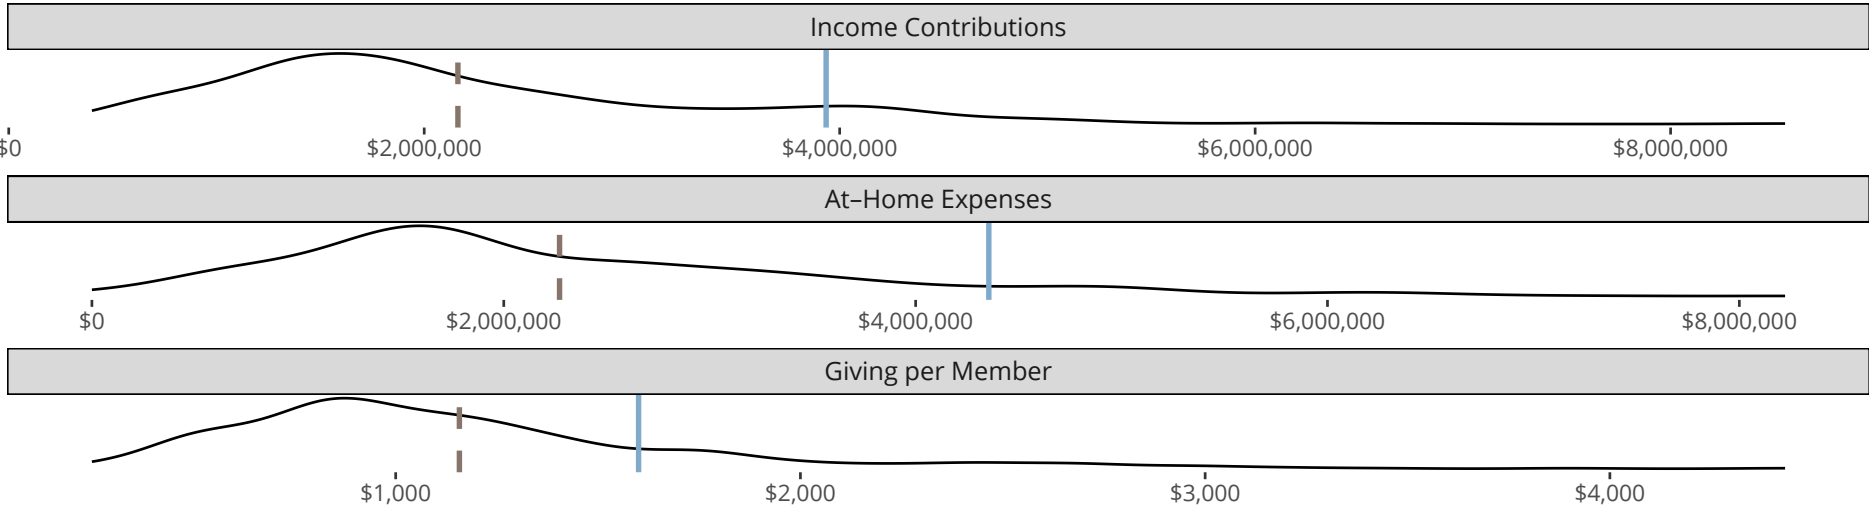 Income Contributions
$0 $2,000,000 $4,000,000 $6,000,000 $8,000,000
At–Home Expenses
$0 $2,000,000 $4,000,000 $6,000,000 $8,000,000
Giving per Member
$1,000 $2,000 $3,000 $4,000